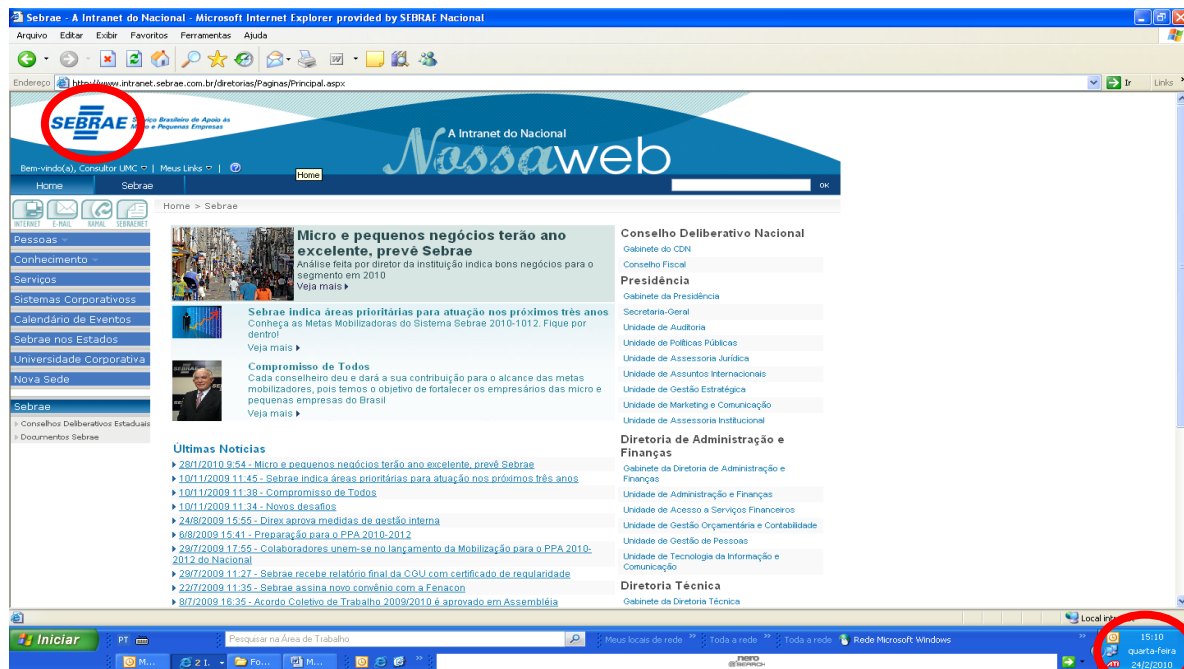 Sebrae - A Intranet do Nacional - Microsoft Internet Explorer provided by SEBRAE Nacional
Arquivo Editar Exibir Favoritos Ferramentas Ajuda
Endereço http://www.intranet.sebrae.com.br/diretorias/Paginas/Principal.aspx Ir Links
SEBRAE Serviço Brasileiro de Apoio às
Micro e Pequenas Empresas
A Intranet do Nacional
Nossaweb
Bem-vindo(a), Consultor UMC | Meus Links |
Home
Home Sebrae OK
INTERNET E-MAIL RAMAL SEBRAENET
Home > Sebrae
Pessoas
Conhecimento
Serviços
Sistemas Corporativoss
Calendário de Eventos
Sebrae nos Estados
Universidade Corporativa
Nova Sede
Sebrae
Conselhos Deliberativos Estaduais
Documentos Sebrae
Micro e pequenos negócios terão ano
excelente, prevê Sebrae
Análise feita por diretor da instituição indica bons negócios para o
segmento em 2010
Veja mais
Sebrae indica áreas prioritárias para atuação nos próximos três anos
Conheça as Metas Mobilizadoras do Sistema Sebrae 2010-1012. Fique por
dentro!
Veja mais
Compromisso de Todos
Cada conselheiro deu e dará a sua contribuição para o alcance das metas
mobilizadores, pois temos o objetivo de fortalecer os empresários das micro e
pequenas empresas do Brasil
Veja mais
Últimas Notícias
28/1/2010 9:54 - Micro e pequenos negócios terão ano excelente, prevê Sebrae
10/11/2009 11:45 - Sebrae indica áreas prioritárias para atuação nos próximos três anos
10/11/2009 11:38 - Compromisso de Todos
10/11/2009 11:34 - Novos desafios
24/8/2009 15:55 - Direx aprova medidas de gestão interna
6/8/2009 15:41 - Preparação para o PPA 2010-2012
29/7/2009 17:55 - Colaboradores unem-se no lançamento da Mobilização para o PPA 2010-
2012 do Nacional
29/7/2009 11:27 - Sebrae recebe relatório final da CGU com certificado de regularidade
22/7/2009 11:35 - Sebrae assina novo convênio com a Fenacon
8/7/2009 16:35 - Acordo Coletivo de Trabalho 2009/2010 é aprovado em Assembléia
Conselho Deliberativo Nacional
Gabinete do CDN
Conselho Fiscal
Presidência
Gabinete da Presidência
Secretaria-Geral
Unidade de Auditoria
Unidade de Políticas Públicas
Unidade de Assessoria Jurídica
Unidade de Assuntos Internacionais
Unidade de Gestão Estratégica
Unidade de Marketing e Comunicação
Unidade de Assessoria Institucional
Diretoria de Administração e
Finanças
Gabinete da Diretoria de Administração e
Finanças
Unidade de Administração e Finanças
Unidade de Acesso a Serviços Financeiros
Unidade de Gestão Orçamentária e Contabilidade
Unidade de Gestão de Pessoas
Unidade de Tecnologia da Informação e
Comunicação
Diretoria Técnica
Gabinete da Diretoria Técnica
Local
Iniciar PT Pesquisar na Área de Trabalho Meus locais de rede Toda a rede Toda a rede Rede Microsoft Windows 15:10
quarta-feira
M... 2 I. Fo... M... nero SEARCH ATI 24/2/2010